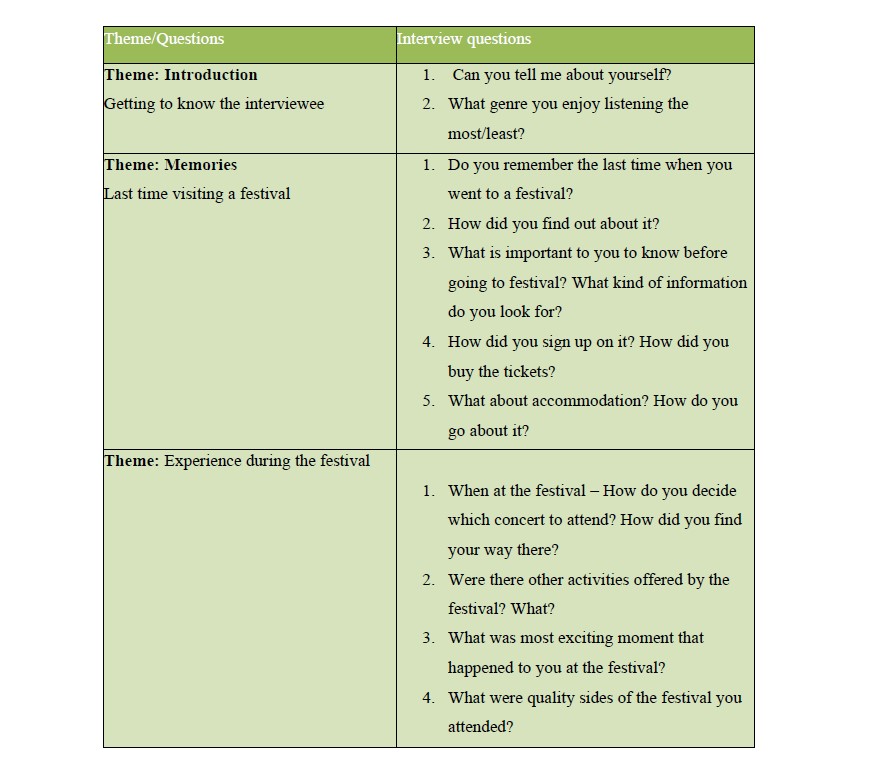 Theme/Questions
Interview questions
Theme: Introduction
Getting to know the interviewee
1. Can you tell me about yourself?
2. What genre you enjoy listening the
most/least?
Theme: Memories
Last time visiting a festival
1. Do you remember the last time when you
went to a festival?
2. How did you find out about it?
3. What is important to you to know before
going to festival? What kind of information
do you look for?
4. How did you sign up on it? How did you
buy the tickets?
5. What about accommodation? How do you
go about it?
Theme: Experience during the festival
1. When at the festival – How do you decide
which concert to attend? How did you find
your way there?
2. Were there other activities offered by the
festival? What?
3. What was most exciting moment that
happened to you at the festival?
4. What were quality sides of the festival you
attended?